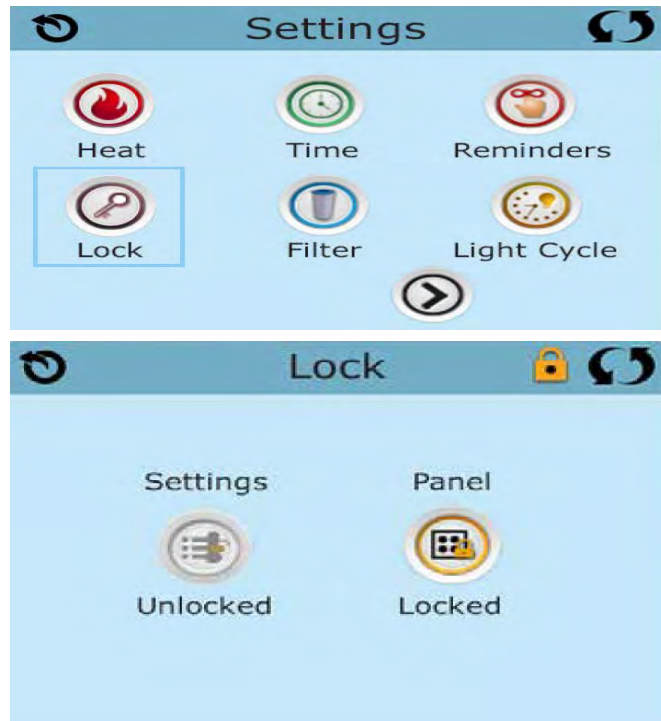 Settings
Heat Time Reminders
Lock Filter Light Cycle
Lock
Settings Panel
Unlocked Locked